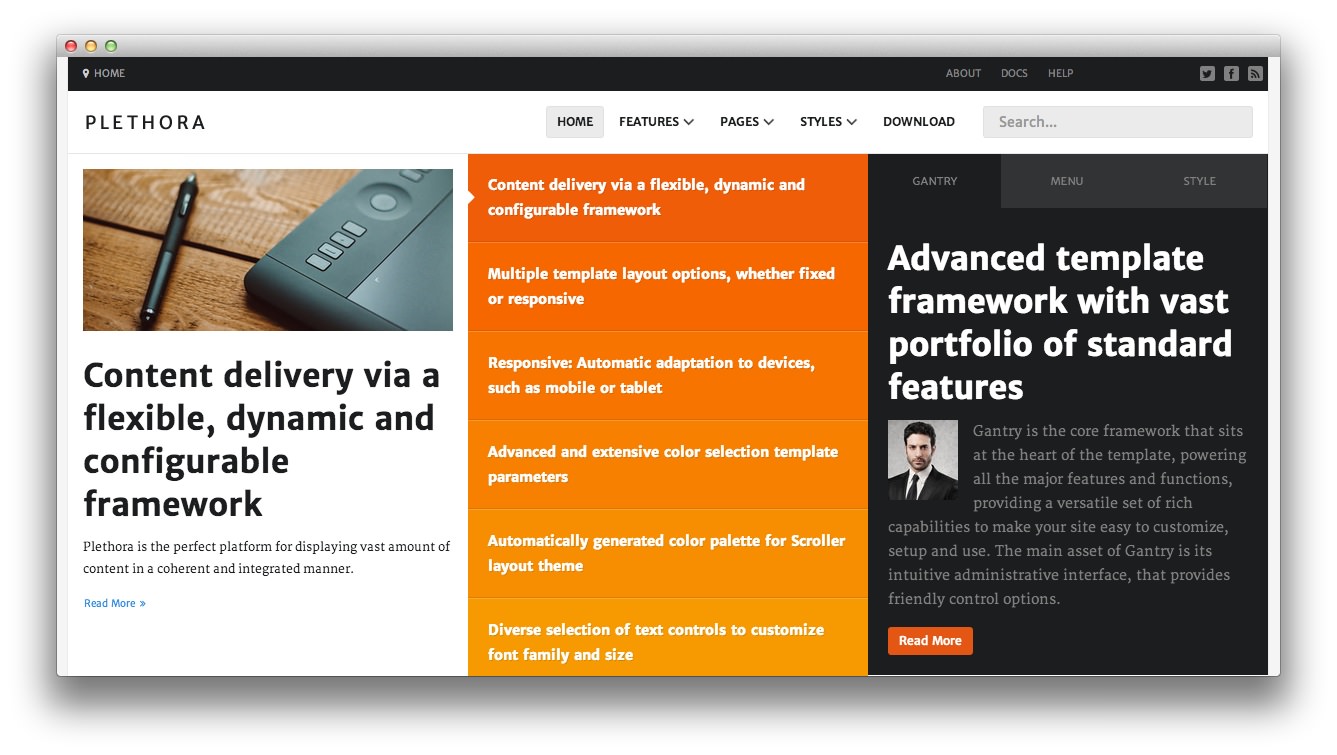 HOME
ABOUT DOCS HELP
PLETHORA
HOME FEATURES PAGES STYLES DOWNLOAD Search...
Content delivery via a
flexible, dynamic and
configurable
framework
Plethora is the perfect platform for displaying vast amount of
content in a coherent and integrated manner.
Read More »
Content delivery via a flexible, dynamic and
configurable framework
Multiple template layout options, whether fixed
or responsive
Responsive: Automatic adaptation to devices,
such as mobile or tablet
Advanced and extensive color selection template
parameters
Automatically generated color palette for Scroller
layout theme
Diverse selection of text controls to customize
font family and size
GANTRY MENU STYLE
Advanced template
framework with vast
portfolio of standard
features
Gantry is the core framework that sits
at the heart of the template, powering
all the major features and functions,
providing a versatile set of rich
capabilities to make your site easy to customize,
setup and use. The main asset of Gantry is its
intuitive administrative interface, that provides
friendly control options.
Read More